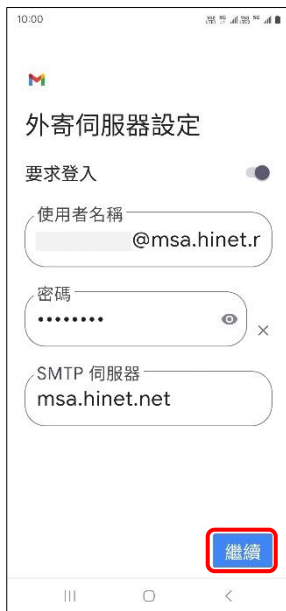 10:00
外寄伺服器設定
要求登入
使用者名稱
@msa.hinet.r
密碼
••••••••
SMTP 伺服器
msa.hinet.net
繼續